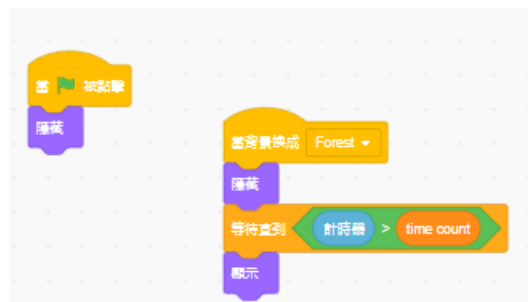 當 被點擊
隱藏
當背景換成 Forest
隱藏
等待直到 計時器 > time count
顯示